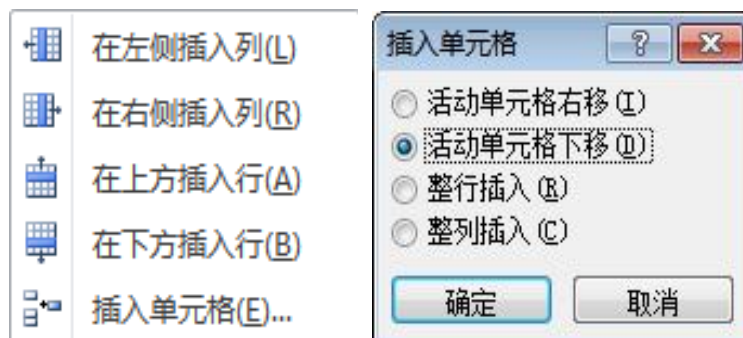 在左侧插入列(L)
在右侧插入列(R)
在上方插入行(A)
在下方插入行(B)
插入单元格(E)...
插入单元格
活动单元格右移(I)
活动单元格下移(D)
整行插入(R)
整列插入(C)
确定
取消